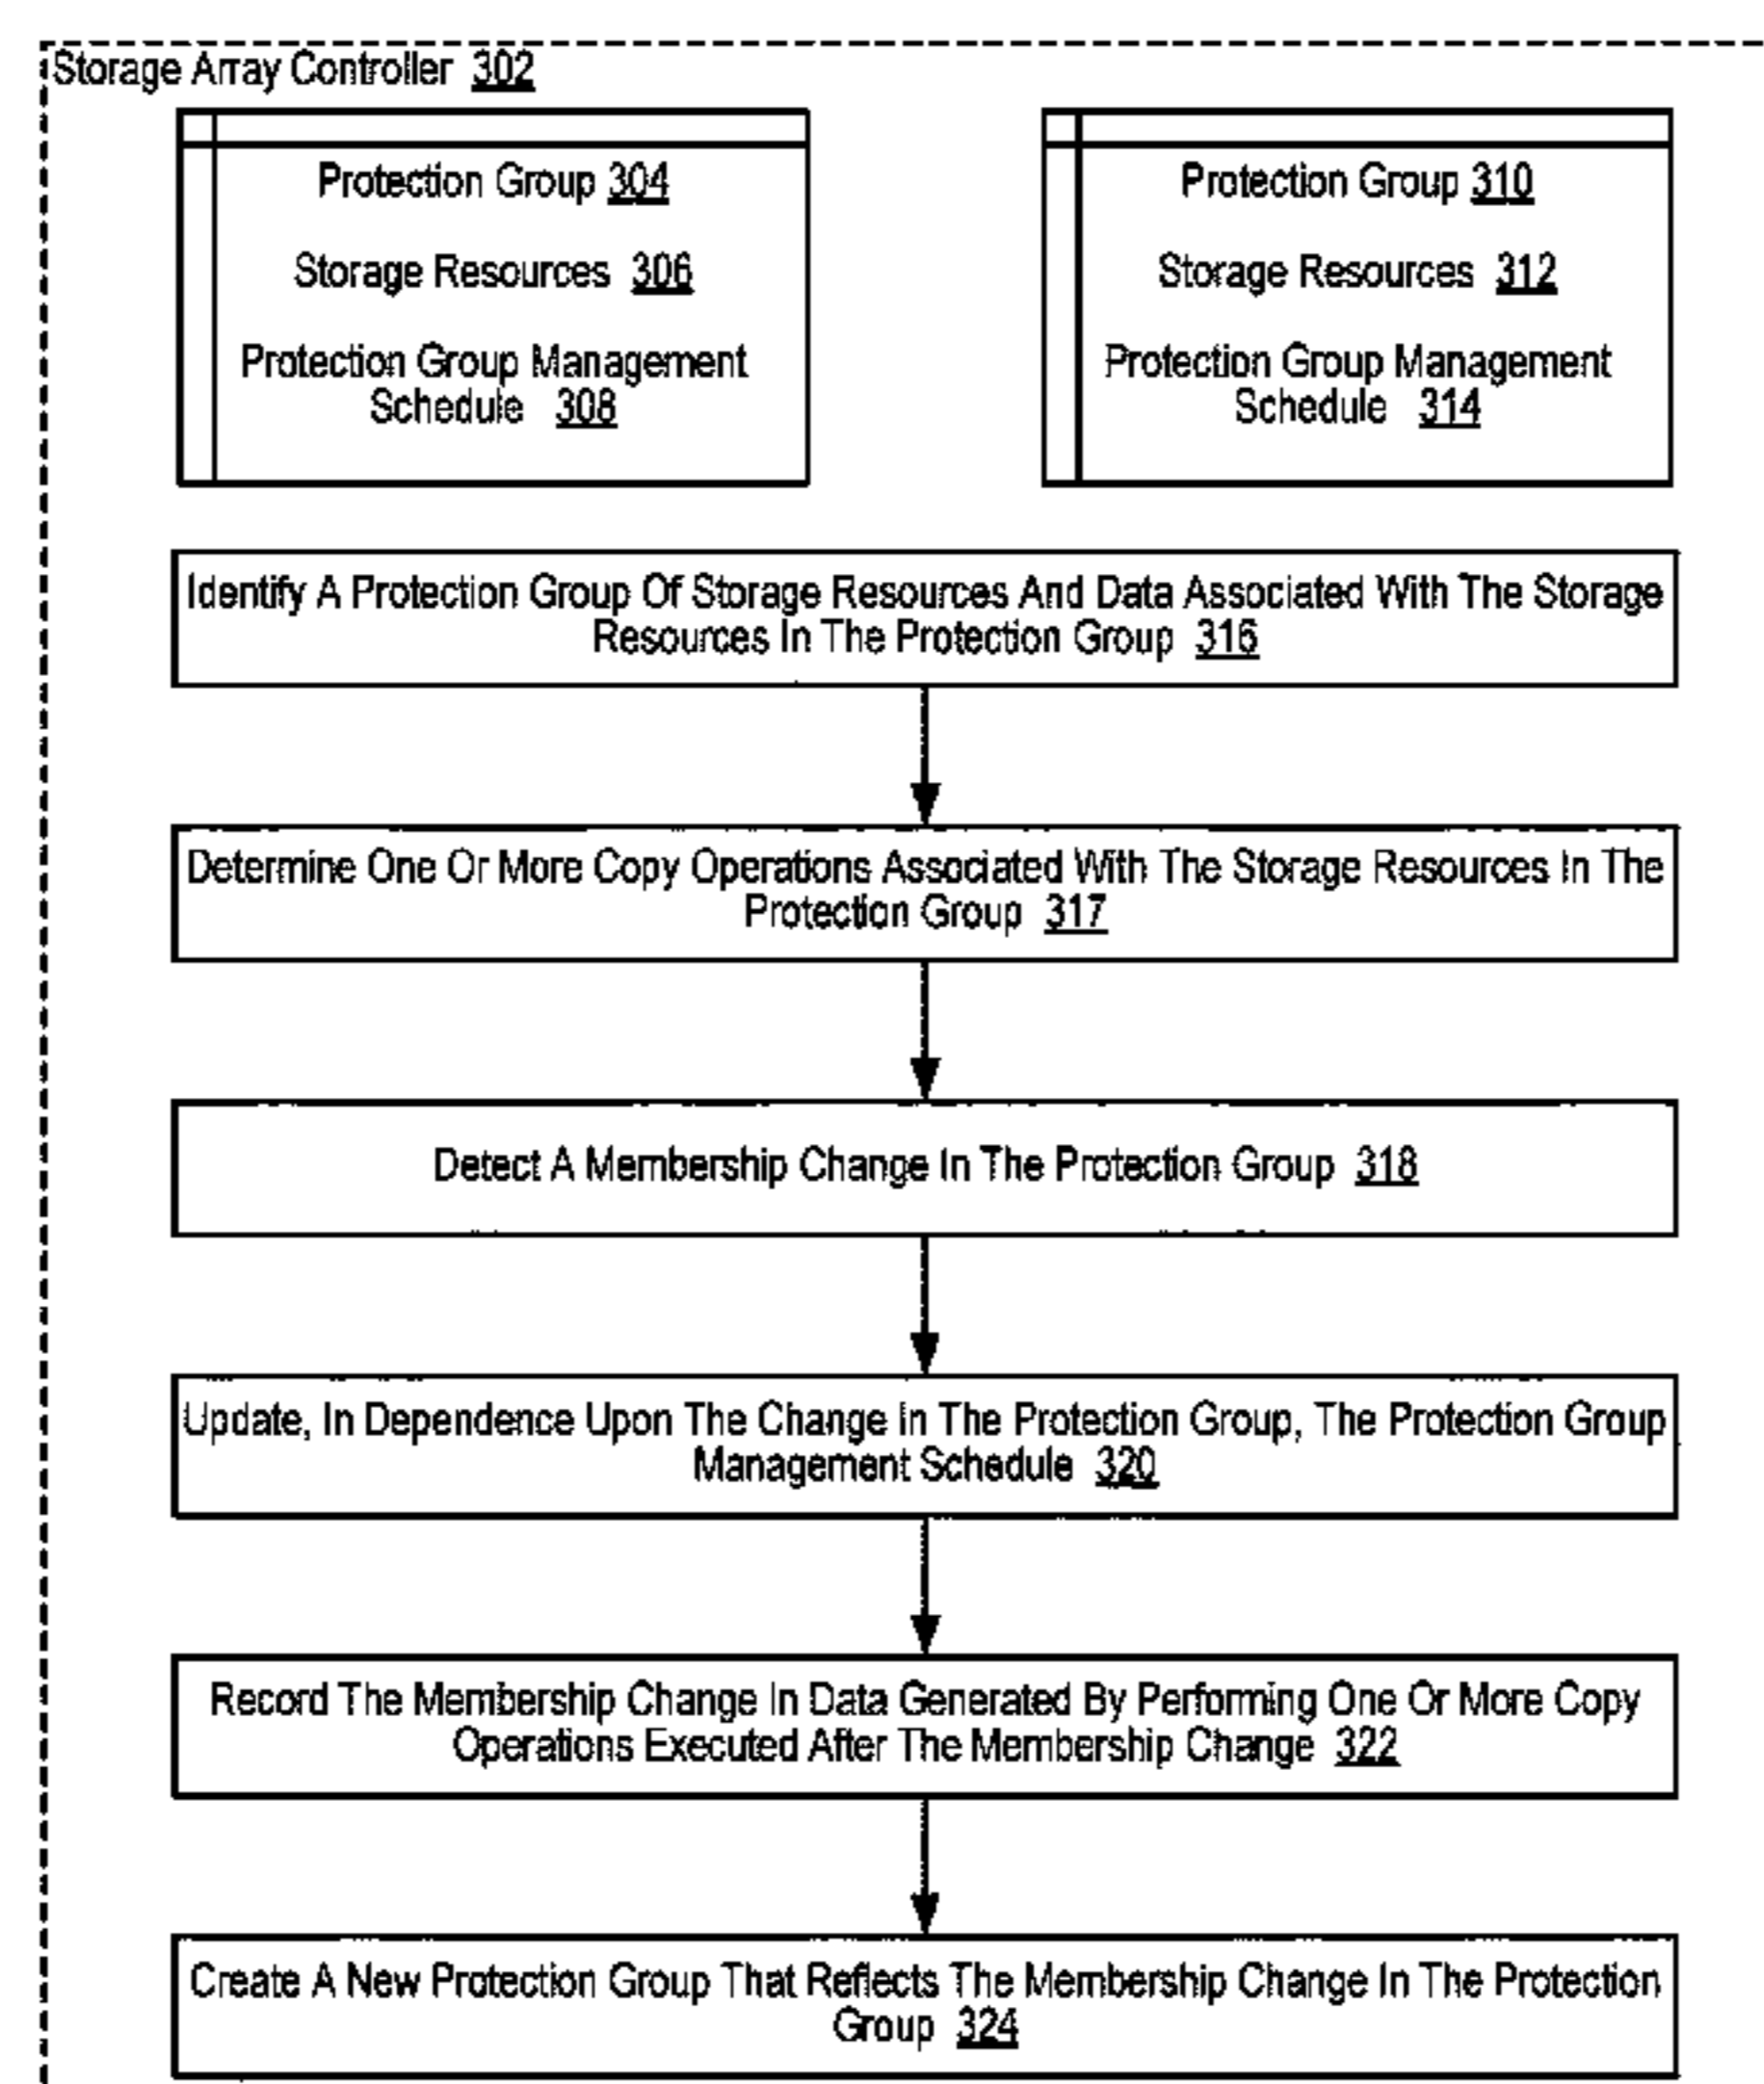 Storage Array Controller 302
Protection Group 304
Storage Resources 306
Protection Group Management
Schedule 308
Protection Group 310
Storage Resources 312
Protection Group Management
Schedule 314
Identify A Protection Group Of Storage Resources And Data Associated With The Storage
Resources In The Protection Group 316
Determine One Or More Copy Operations Associated With The Storage Resources In The
Protection Group 317
Detect A Membership Change In The Protection Group 318
Update, In Dependence Upon The Change In The Protection Group, The Protection Group
Management Schedule 320
Record The Membership Change In Data Generated By Performing One Or More Copy
Operations Executed After The Membership Change 322
Create A New Protection Group That Reflects The Membership Change In The Protection
Group 324